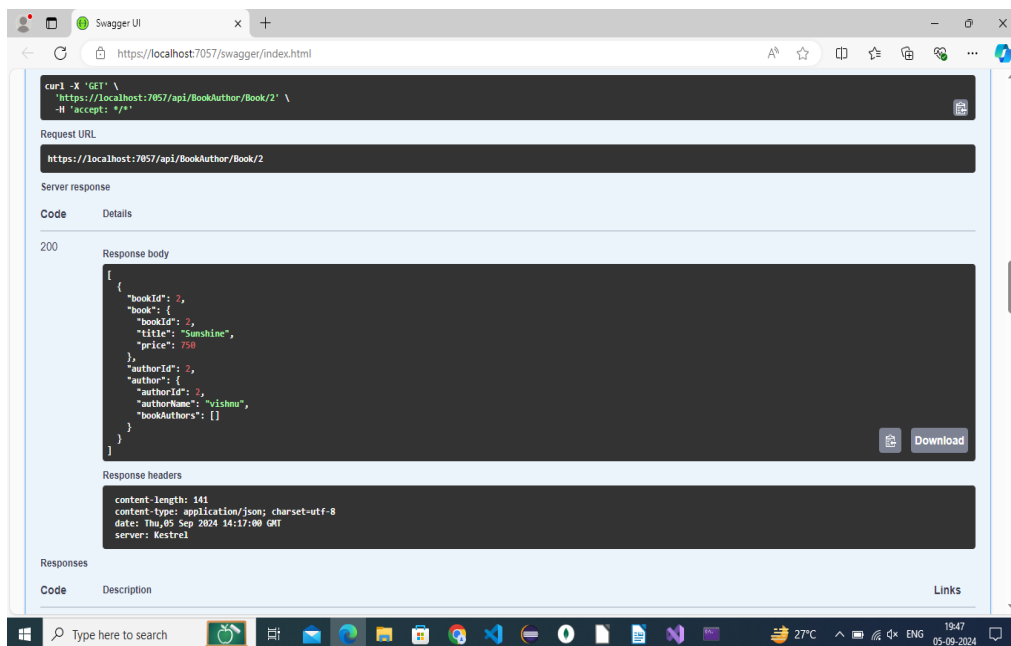 Swagger UI
https://localhost:7057/swagger/index.html
curl -X 'GET' \
'https://localhost:7057/api/BookAuthor/Book/2' \
-H 'accept: */*'
Request URL
https://localhost:7057/api/BookAuthor/Book/2
Server response
Code Details
200
Response body
[
{
"bookId": 2,
"book": {
"bookId": 2,
"title": "Sunshine",
"price": 750
},
"authorId": 2,
"author": {
"authorId": 2,
"authorName": "vishnu",
"bookAuthors": []
}
}
]
Download
Response headers
content-length: 141
content-type: application/json; charset=utf-8
date: Thu,05 Sep 2024 14:17:00 GMT
server: Kestrel
Responses
Code Description Links
Type here to search
27°C
ENG
19:47
05-09-2024